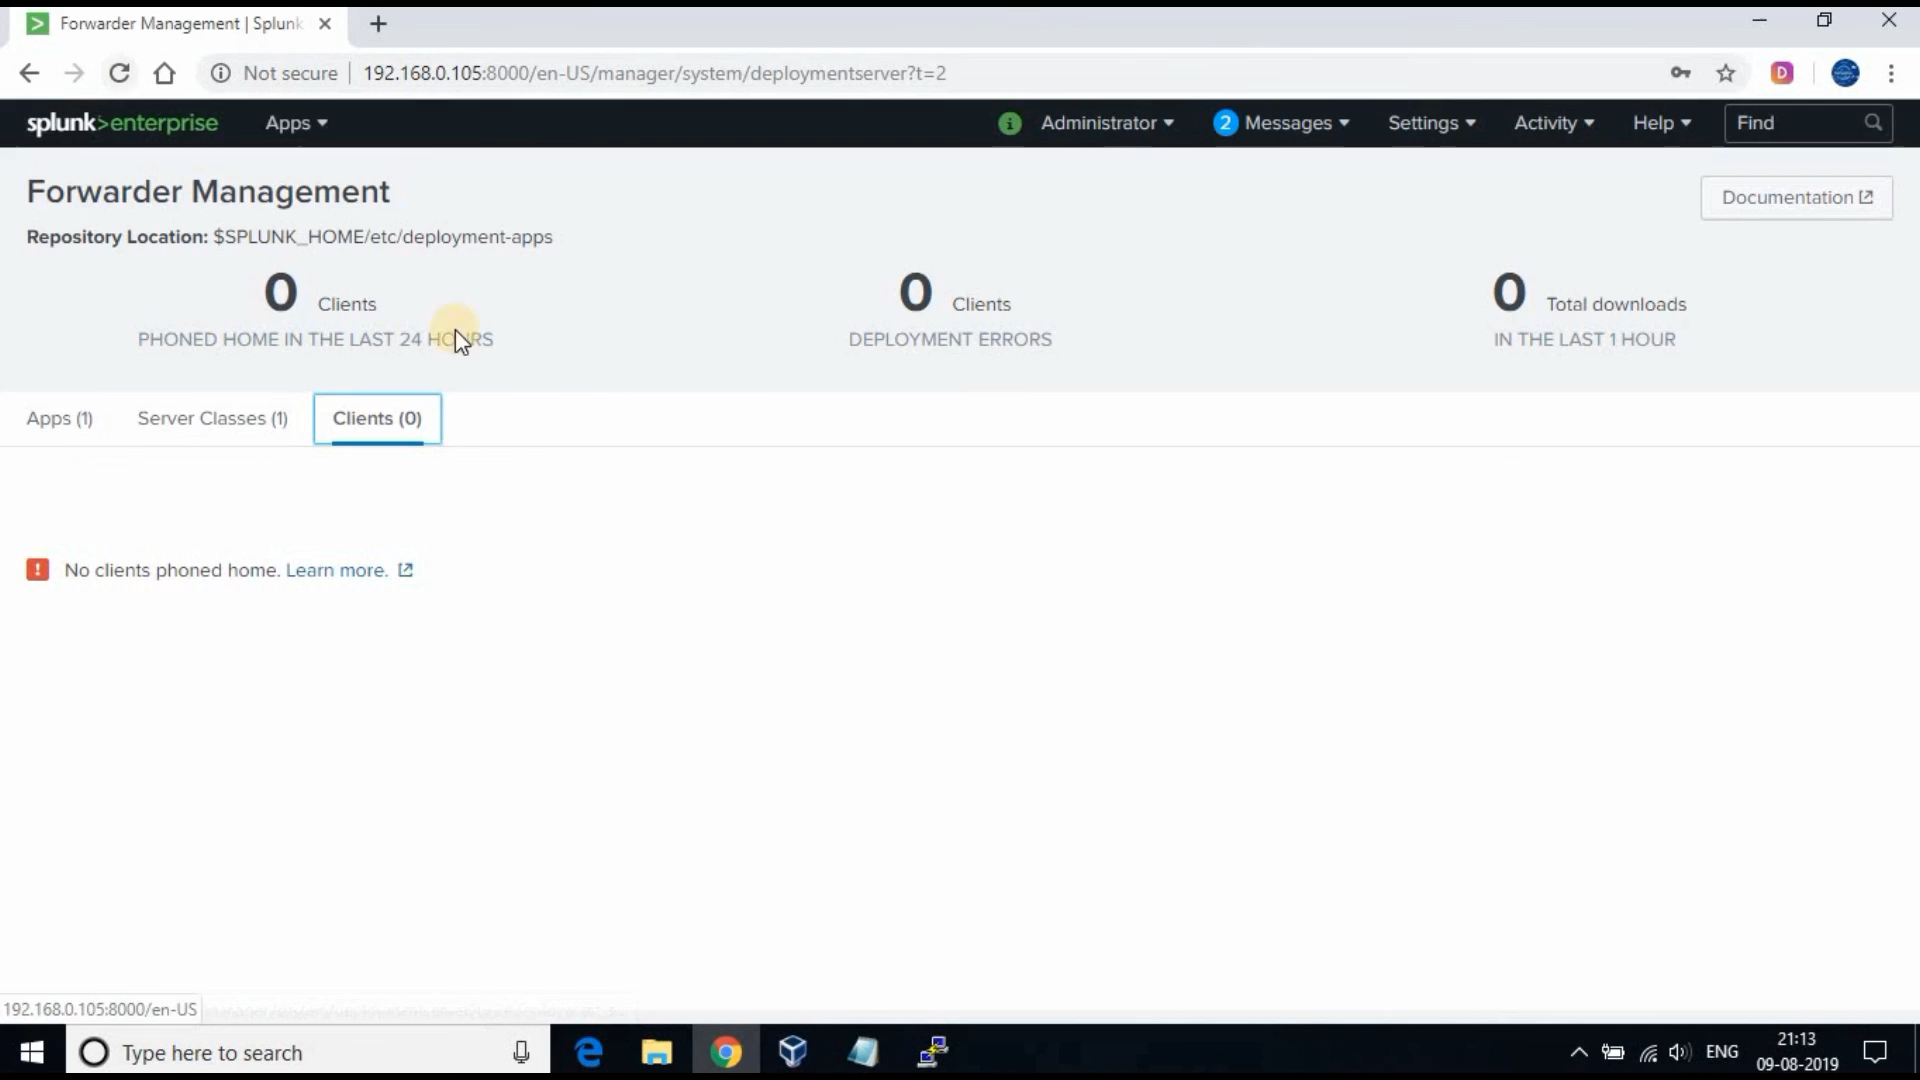 Forwarder Management | Splunk
Not secure | 192.168.0.105:8000/en-US/manager/system/deploymentserver?t=2
D
splunk>enterprise Apps Administrator 2 Messages Settings Activity Help Find
Forwarder Management
Documentation
Repository Location: $SPLUNK_HOME/etc/deployment-apps
0 Clients
PHONED HOME IN THE LAST 24 HOURS
0 Clients
DEPLOYMENT ERRORS
0 Total downloads
IN THE LAST 1 HOUR
Apps (1) Server Classes (1) Clients (0)
No clients phoned home. Learn more.
192.168.0.105:8000/en-US
Type here to search
ENG
21:13
09-08-2019